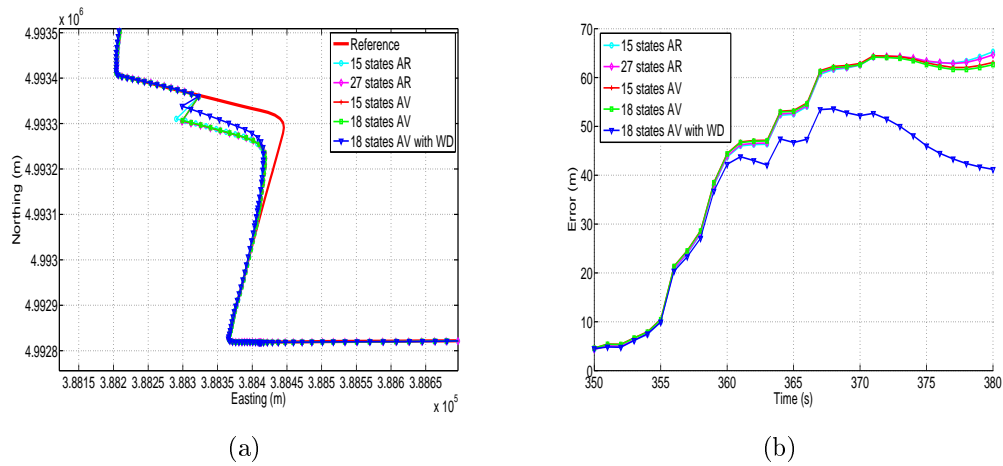 x 10⁶
4.9935
4.9934
4.9933
4.9932
4.9931
4.993
4.9929
4.9928
Northing (m)
Reference
15 states AR
27 states AR
15 states AV
18 states AV
18 states AV with WD
3.8815 3.882 3.8825 3.883 3.8835 3.884 3.8845 3.885 3.8855 3.886 3.8865
Easting (m)
x 10⁵
(a)
70
60
50
40
30
20
10
0
Error (m)
15 states AR
27 states AR
15 states AV
18 states AV
18 states AV with WD
350 355 360 365 370 375 380
Time (s)
(b)